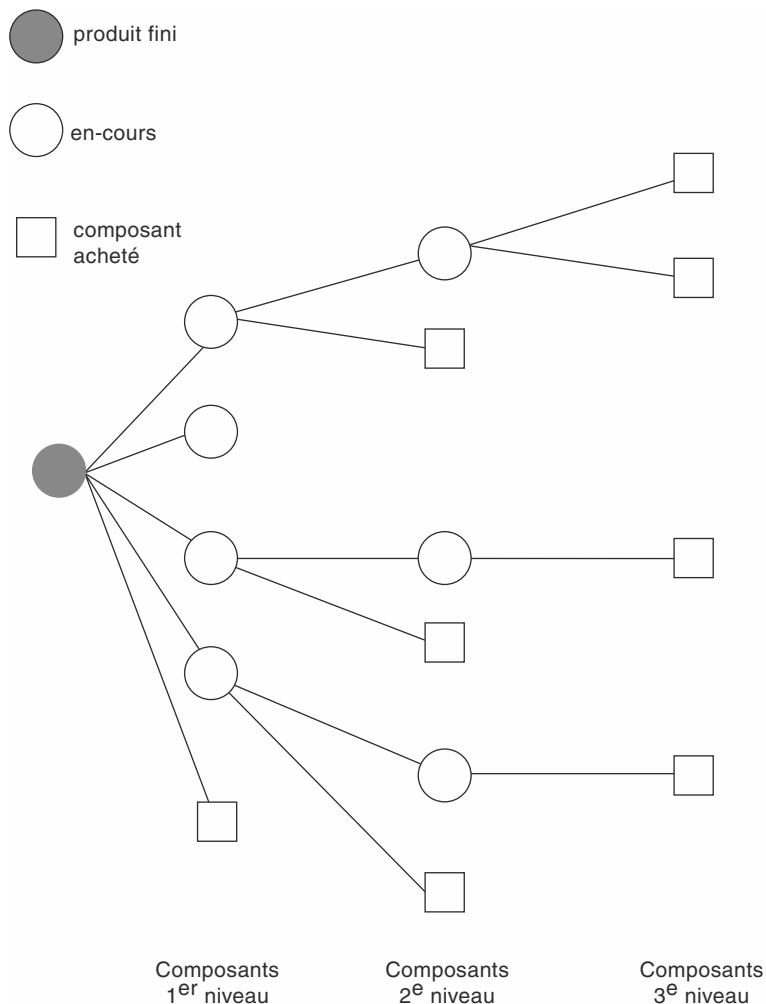 produit fini
en-cours
composant
acheté
Composants
1er niveau
Composants
2e niveau
Composants
3e niveau